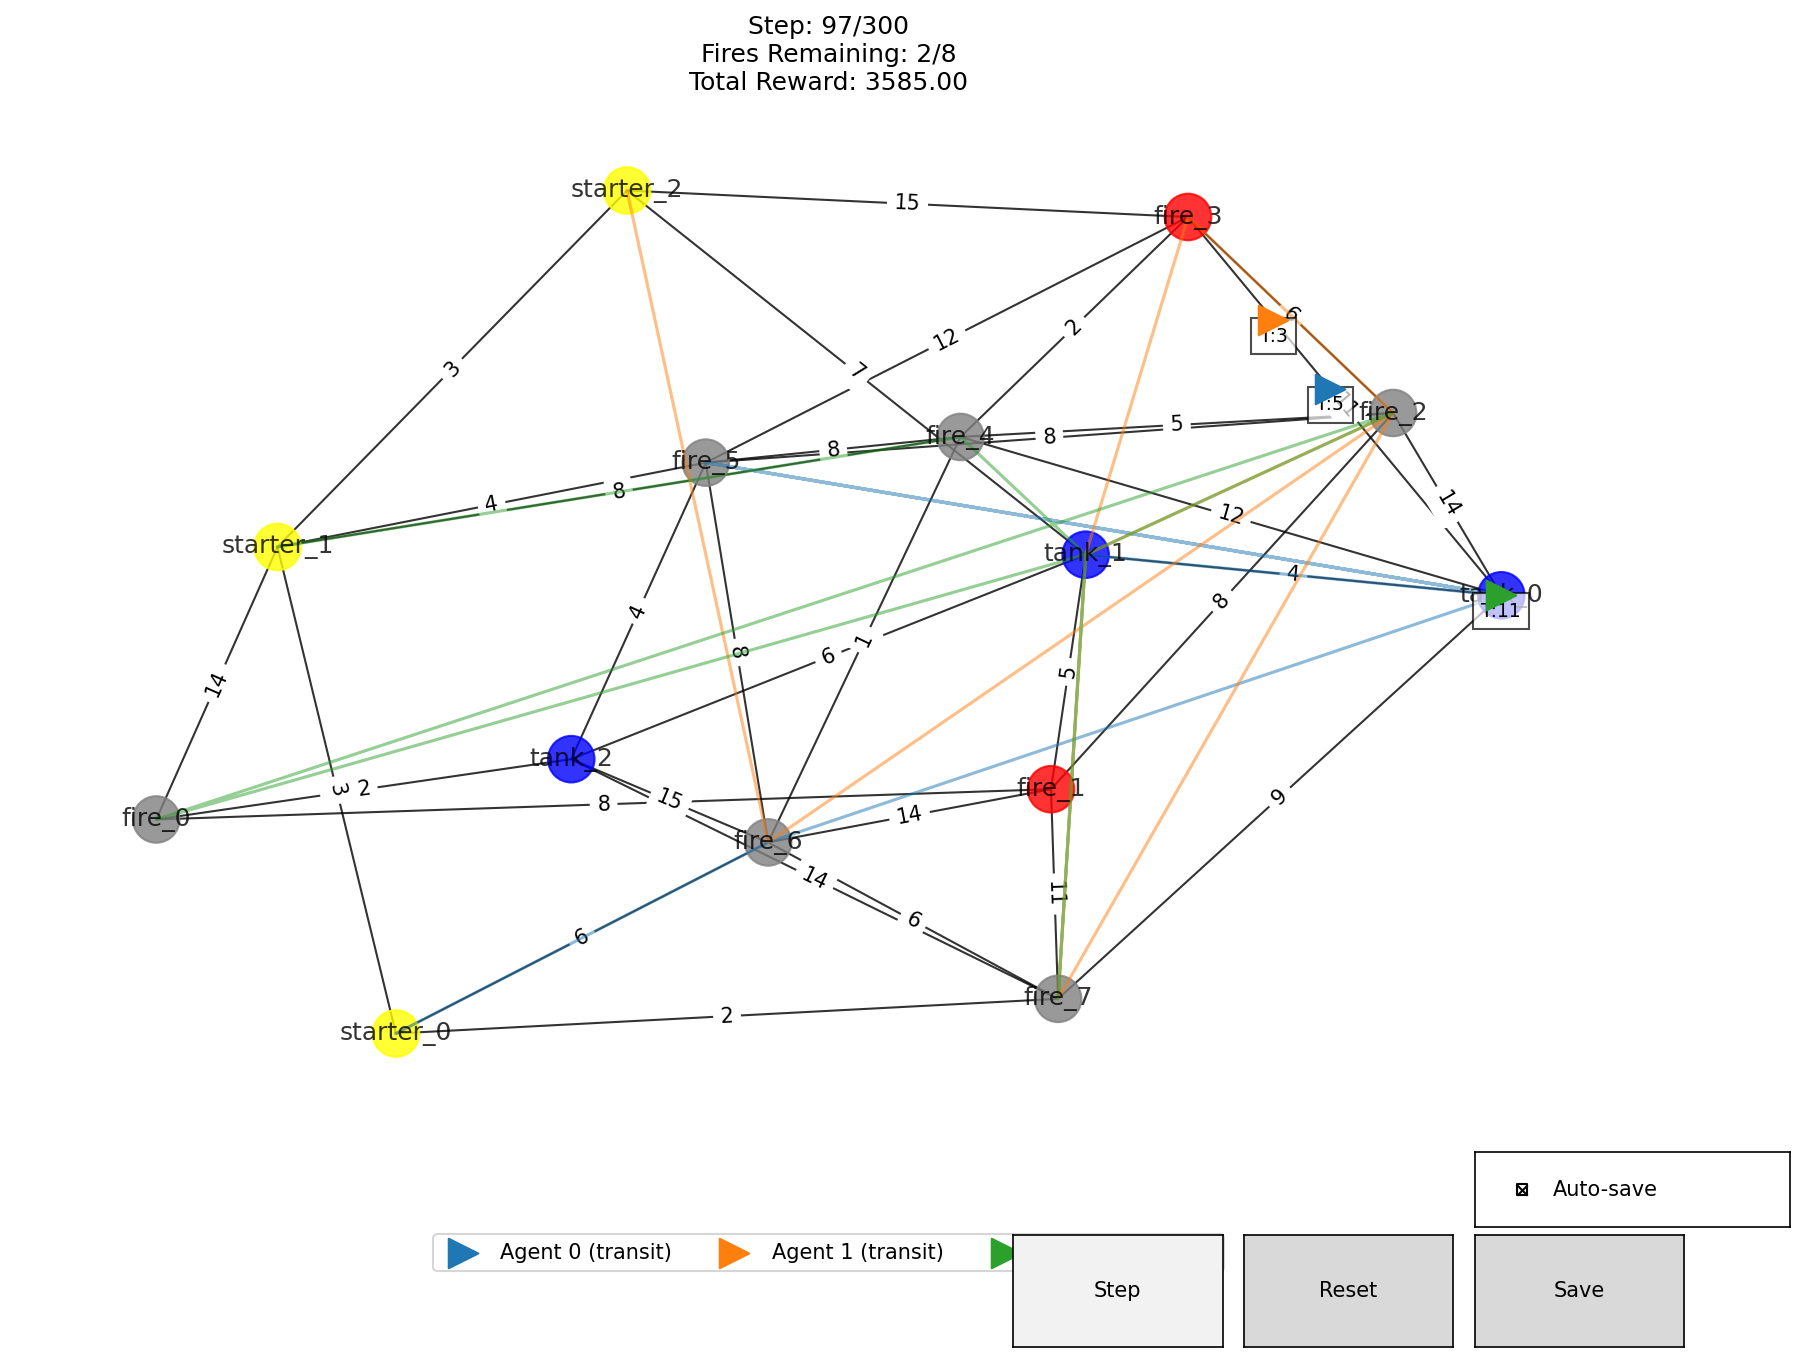 Step: 97/300
Fires Remaining: 2/8
Total Reward: 3585.00
starter_2
15
fire_3
6
T:3
12
2
3
7
T:5
fire_2
fire_4
5
8
8
fire_5
4
8
14
12
starter_1
tank_1
4
tank_0
T:11
8
4
8
6
1
5
14
tank_2
2
3
fire_1
9
15
8
fire_0
14
fire_6
14
11
6
6
fire_7
2
starter_0
Auto-save
Agent 0 (transit)
Agent 1 (transit)
Step
Reset
Save